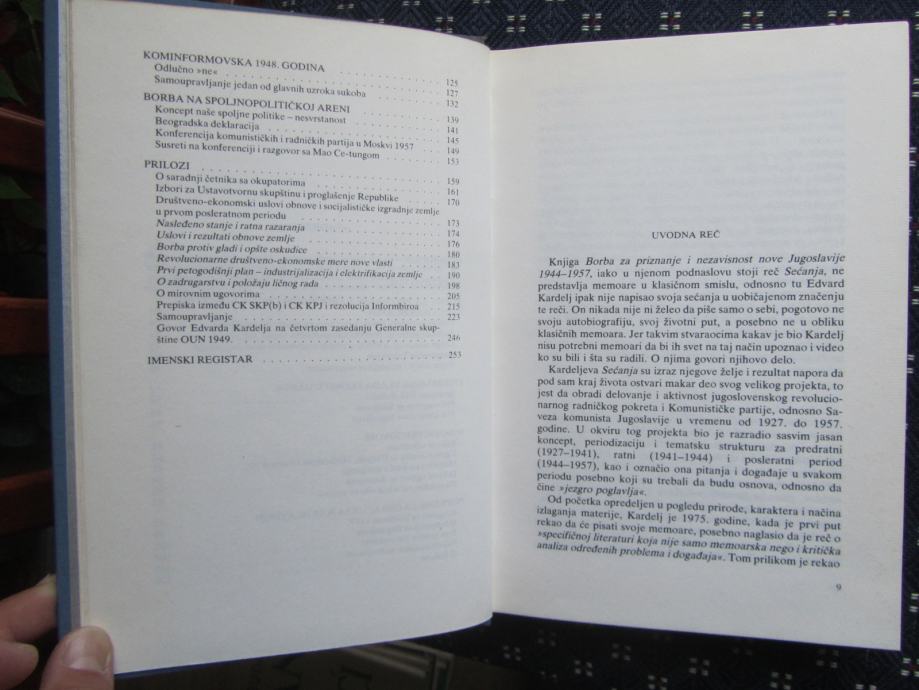 KOMINFORMOVSKA 1948. GODINA . . . . . . . . . . 125
Odlučno »ne« . . . . . . . . . . 127
Samoupravljanje jedan od glavnih uzroka sukoba . . . . . 132
BORBA NA SPOLJNOPOLITIČKOJ ARENI . . . . . 139
Koncept naše spoljne politike – nesvrstanost . . . . . 141
Beogradska deklaracija . . . . . . . . . . 145
Konferencija komunističkih i radničkih partija u Moskvi 1957 149
Susreti na konferenciji i razgovor sa Mao Ce-tungom . . . . 153
PRILOZI . . . . . . . . . . 159
O saradnji četnika sa okupatorima . . . . . . . . 161
Izbori za Ustavotvornu skupštinu i proglašenje Republike . . 170
Društveno-ekonomski uslovi obnove i socijalističke izgradnje zemlje
u prvom posleratnom periodu . . . . . . . . 173
Nasleđeno stanje i ratna razaranja . . . . . . . . 174
Uslovi i rezultati obnove zemlje . . . . . . . . 176
Borba protiv gladi i opšte oskudice . . . . . . . . 180
Revolucionarne društveno-ekonomske mere nove vlasti . . . . 183
Prvi petogodišnji plan – industrijalizacija i elektrifikacija zemlje . 190
O zadrugarstvu i položaju ličnog rada . . . . . . . . 198
O mirovnim ugovorima . . . . . . . . . . 205
Prepiska između CK SKP(b) i CK KPJ i rezolucija Informbiroa . 215
Samoupravljanje . . . . . . . . . . 223
Govor Edvarda Kardelja na četvrtom zasedanju Generalne skup-
štine OUN 1949. . . . . . . . . . . 246
IMENSKI REGISTAR . . . . . . . . . . 253
UVODNA REČ
Knjiga Borba za priznanje i nezavisnost nove Jugoslavije
1944–1957, iako u njenom podnaslovu stoji reč Sećanja, ne
predstavlja memoare u klasičnom smislu, odnosno tu Edvard
Kardelj ipak nije napisao svoja sećanja u uobičajenom značenju
te reči. On nikada nije ni želeo da piše samo o sebi, pogotovo ne
svoju autobiografiju, svoj životni put, a posebno ne u obliku
klasičnih memoara. Jer takvim stvaraocima kakav je bio Kardelj
nisu potrebni memoari da bi ih svet na taj način upoznao i video
ko su bili i šta su radili. O njima govori njihovo delo.
Kardeljeva Sećanja su izraz njegove želje i rezultat napora da
pod sam kraj života ostvari makar deo svog velikog projekta, to
jest da obradi delovanje i aktivnost jugoslovenskog revolucio-
narnog radničkog pokreta i Komunističke partije, odnosno Sa-
veza komunista Jugoslavije u vremenu od 1927. do 1957.
godine. U okviru tog projekta bio je razradio sasvim jasan
koncept, periodizaciju i tematsku strukturu za predratni
(1927–1941), ratni (1941–1944) i posleratni period
(1944–1957), kao i označio ona pitanja i događaje u svakom
periodu posebno koji su trebali da budu osnova, odnosno da
čine »jezgro poglavlja«.
Od početka opredeljen u pogledu prirode, karaktera i načina
izlaganja materije, Kardelj je 1975. godine, kada je prvi put
rekao da će pisati svoje memoare, posebno naglasio da je reč o
»specifičnoj literaturi koja nije samo memoarska nego i kritička
analiza određenih problema i događaja«. Tom prilikom je rekao
9